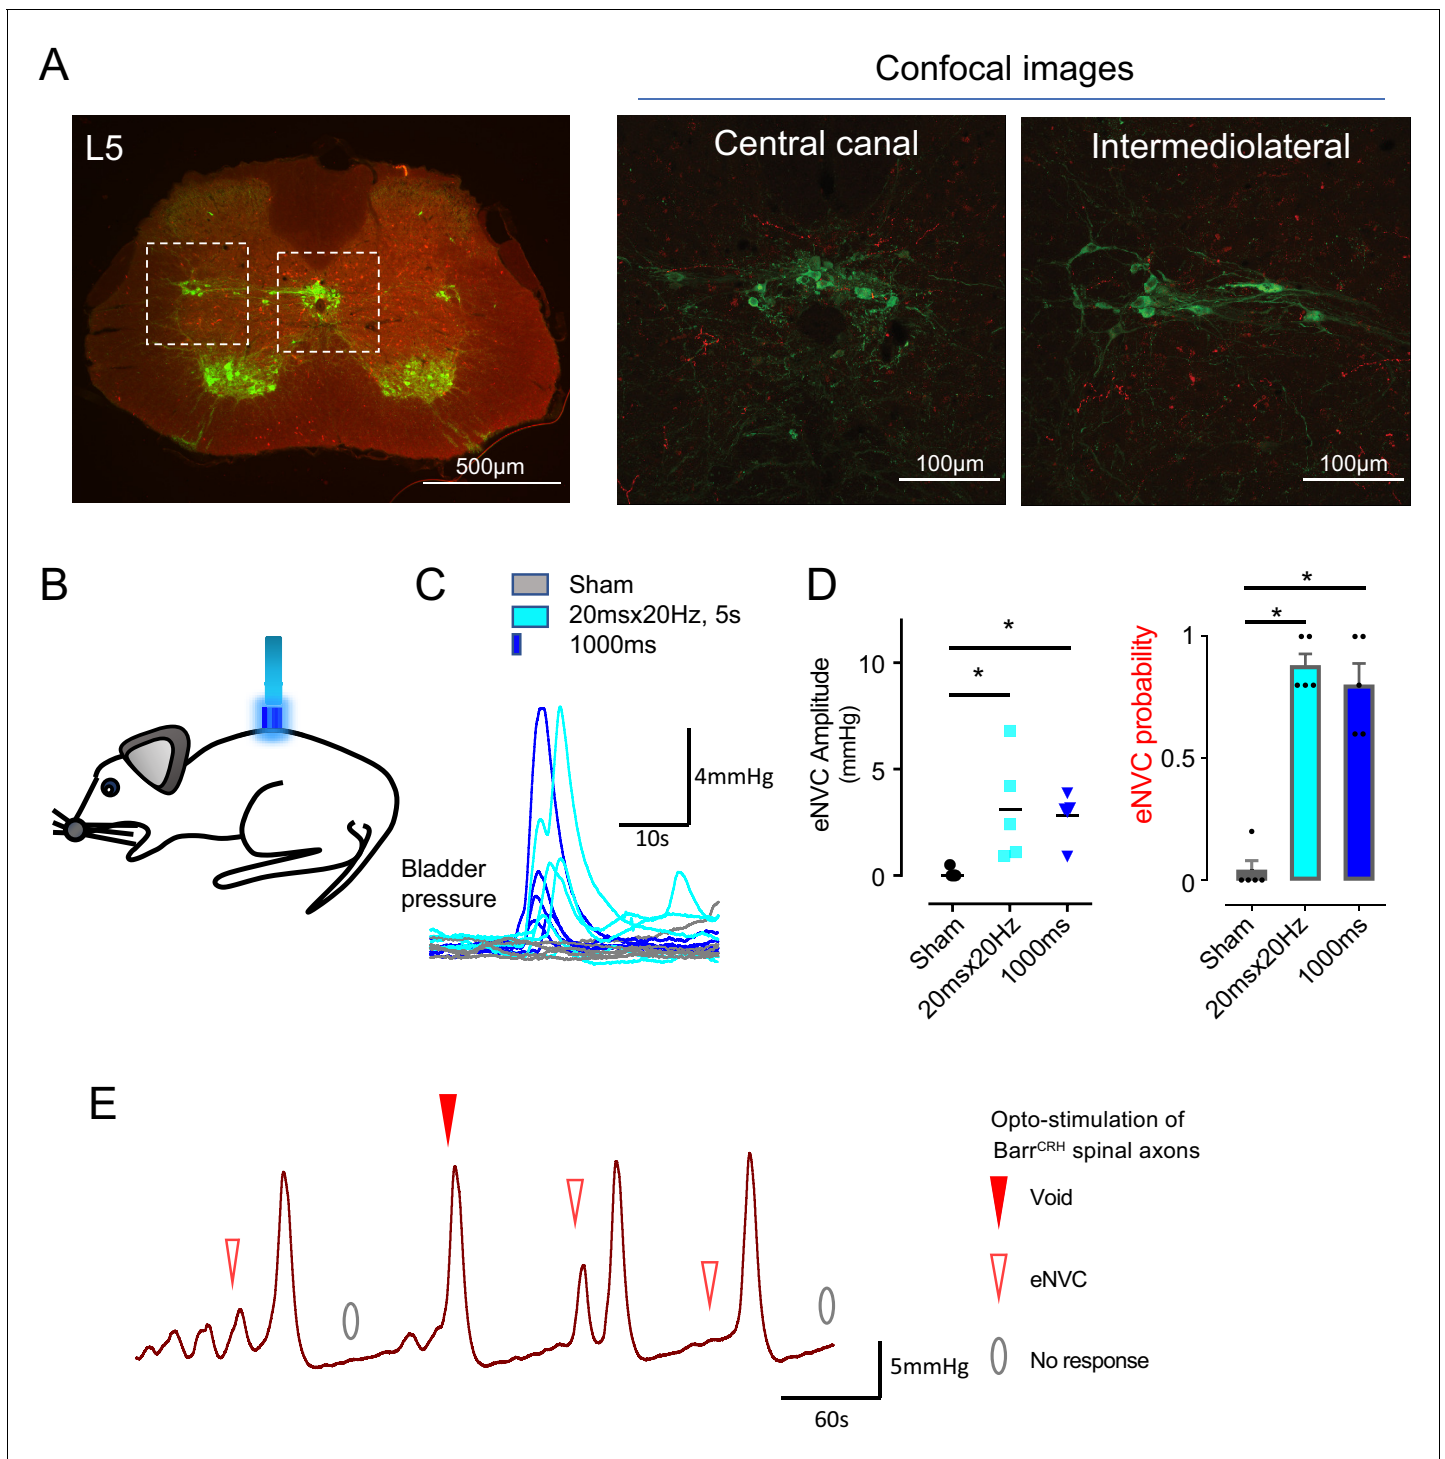 A
Confocal images
L5
Central canal
Intermediolateral
500µm
100µm
100µm
B
C
Sham
20msx20Hz, 5s
1000ms
4mmHg
10s
Bladder
pressure
D
eNVC Amplitude
(mmHg)
10
5
0
*
*
Sham
20msx20Hz
1000ms
eNVC probability
1
0.5
0
*
*
Sham
20msx20Hz
1000ms
E
5mmHg
60s
Opto-stimulation of
Barrᶜᴿᴴ spinal axons
Void
eNVC
No response